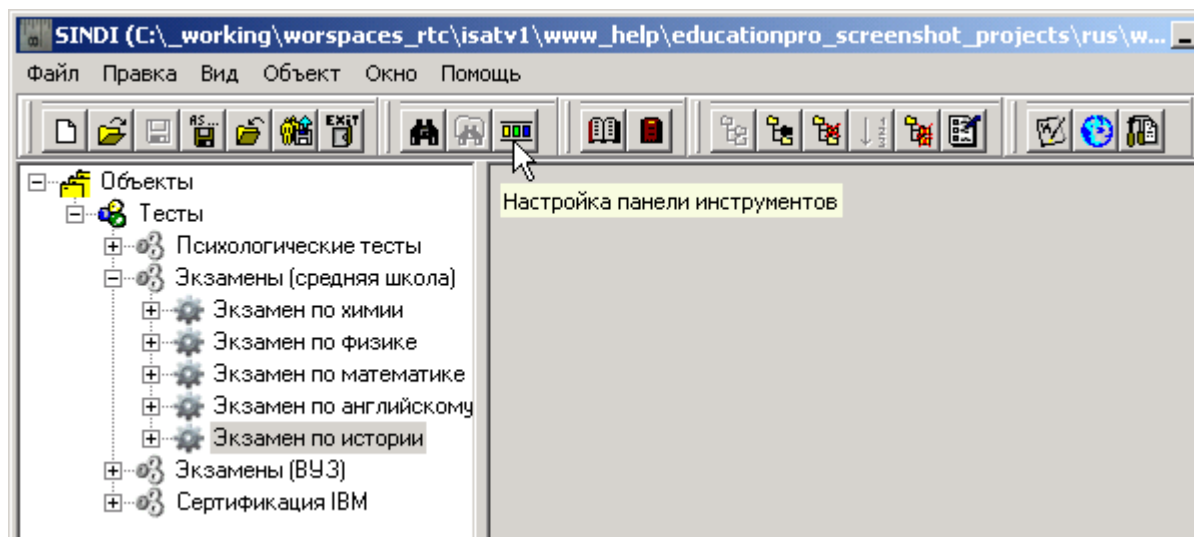 SINDI (C:\_working\worspaces_rtc\isatv1\www_help\educationpro_screenshot_projects\rus\w...
Файл Правка Вид Объект Окно Помощь
AS... EXIT
Настройка панели инструментов
Объекты
Тесты
Психологические тесты
Экзамены (средняя школа)
Экзамен по химии
Экзамен по физике
Экзамен по математике
Экзамен по английскому
Экзамен по истории
Экзамены (ВУЗ)
Сертификация IBM